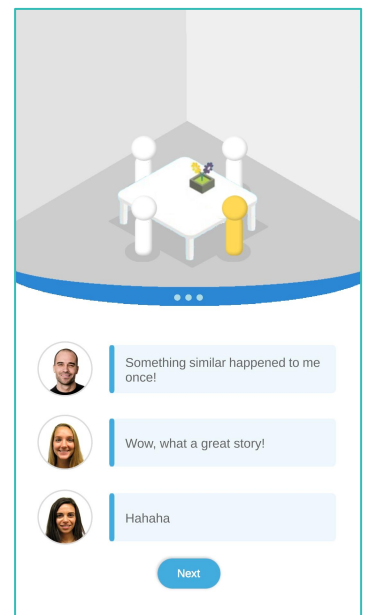 Something similar happened to me
once!
Wow, what a great story!
Hahaha
Next